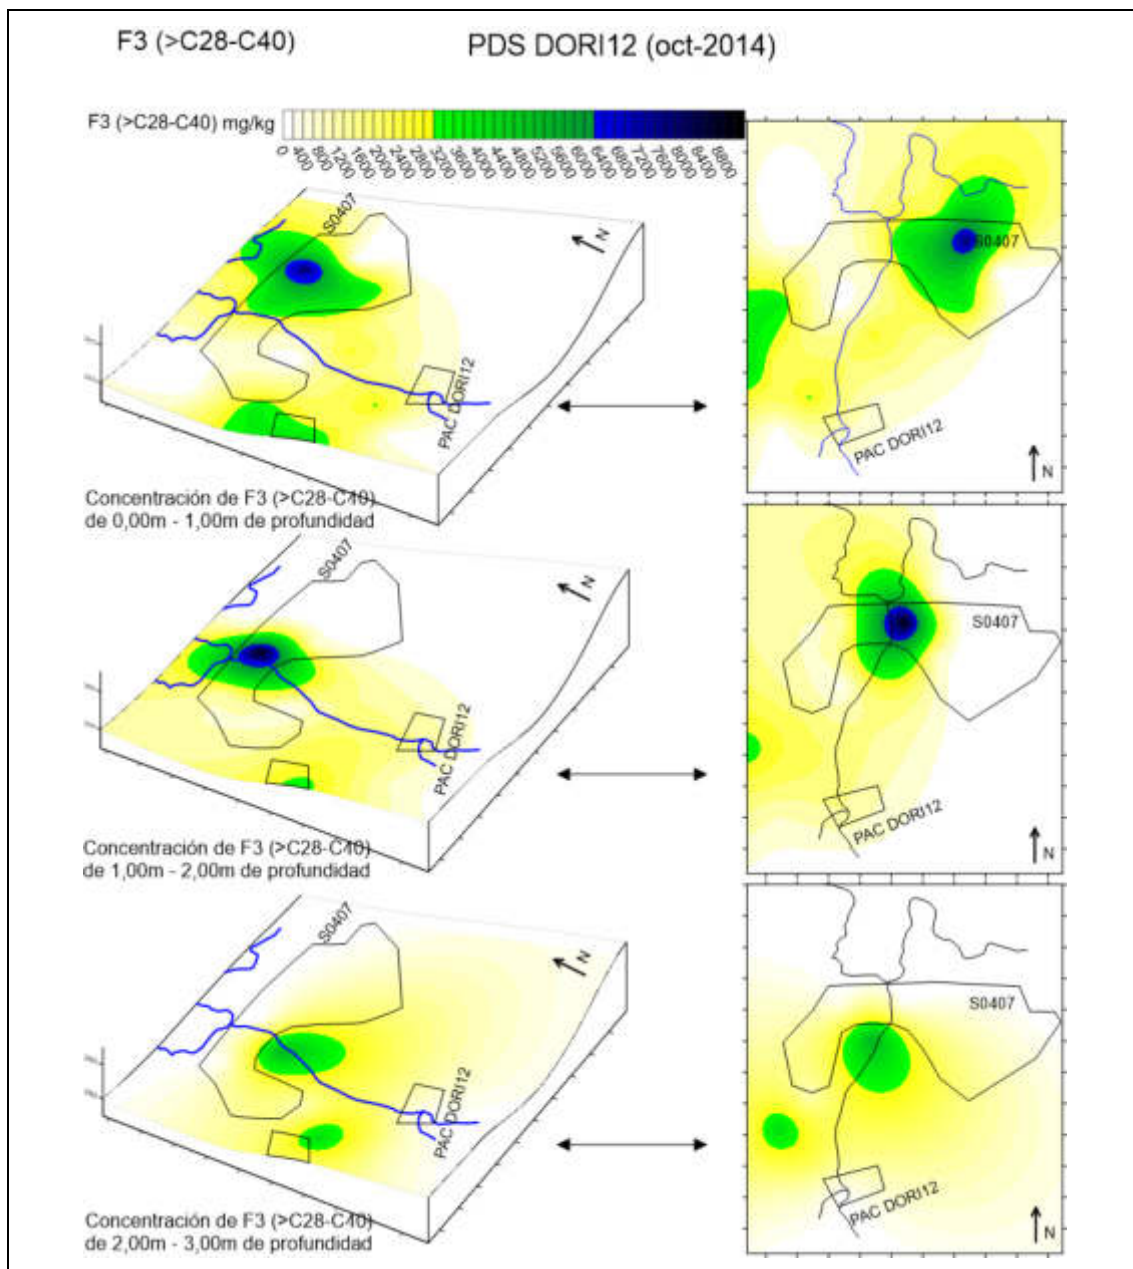 F3 (>C28-C40)
PDS DORI12 (oct-2014)
F3 (>C28-C40) mg/kg
0 400 800 1200 1600 2000 2400 2800 3200 3600 4000 4400 4800 5200 5600 6000 6400 6800 7200 7600 8000 8400 8800
S0407
N
PAC DORI12
S0407
PAC DORI12
N
Concentración de F3 (>C28-C40)
de 0,00m - 1,00m de profundidad
S0407
N
PAC DORI12
S0407
PAC DORI12
N
Concentración de F3 (>C28-C40)
de 1,00m - 2,00m de profundidad
S0407
N
PAC DORI12
S0407
PAC DORI12
N
Concentración de F3 (>C28-C40)
de 2,00m - 3,00m de profundidad